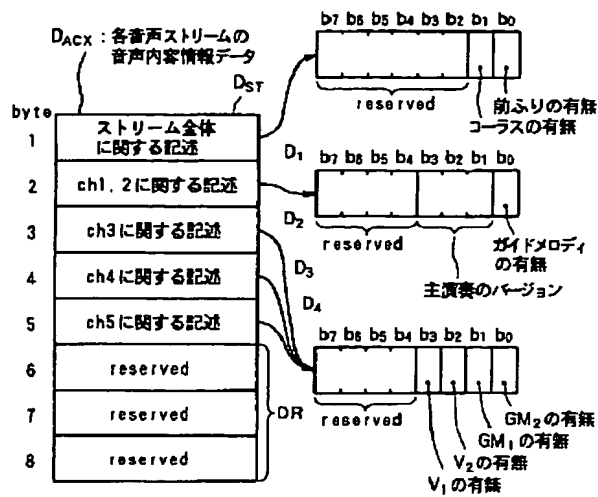 DACX：各音声ストリームの
音声内容情報データ
DST
byte
1 ストリーム全体
に関する記述
2 ch1, 2に関する記述
3 ch3に関する記述
4 ch4に関する記述
5 ch5に関する記述
6 reserved
7 reserved
8 reserved
DR
D1
D2
D3
D4
b7 b6 b5 b4 b3 b2 b1 b0
reserved
前ふりの有無
コーラスの有無
b7 b6 b5 b4 b3 b2 b1 b0
reserved
ガイドメロディ
の有無
主演奏のバージョン
b7 b6 b5 b4 b3 b2 b1 b0
reserved
GM2の有無
GM1の有無
V2の有無
V1の有無